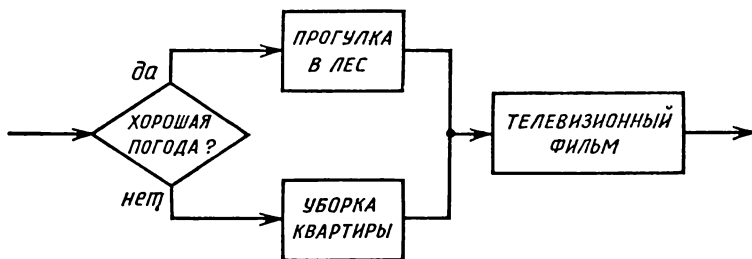 да
ХОРОШАЯ
ПОГОДА?
нет
ПРОГУЛКА
В ЛЕС
УБОРКА
КВАРТИРЫ
ТЕЛЕВИЗИОННЫЙ
ФИЛЬМ